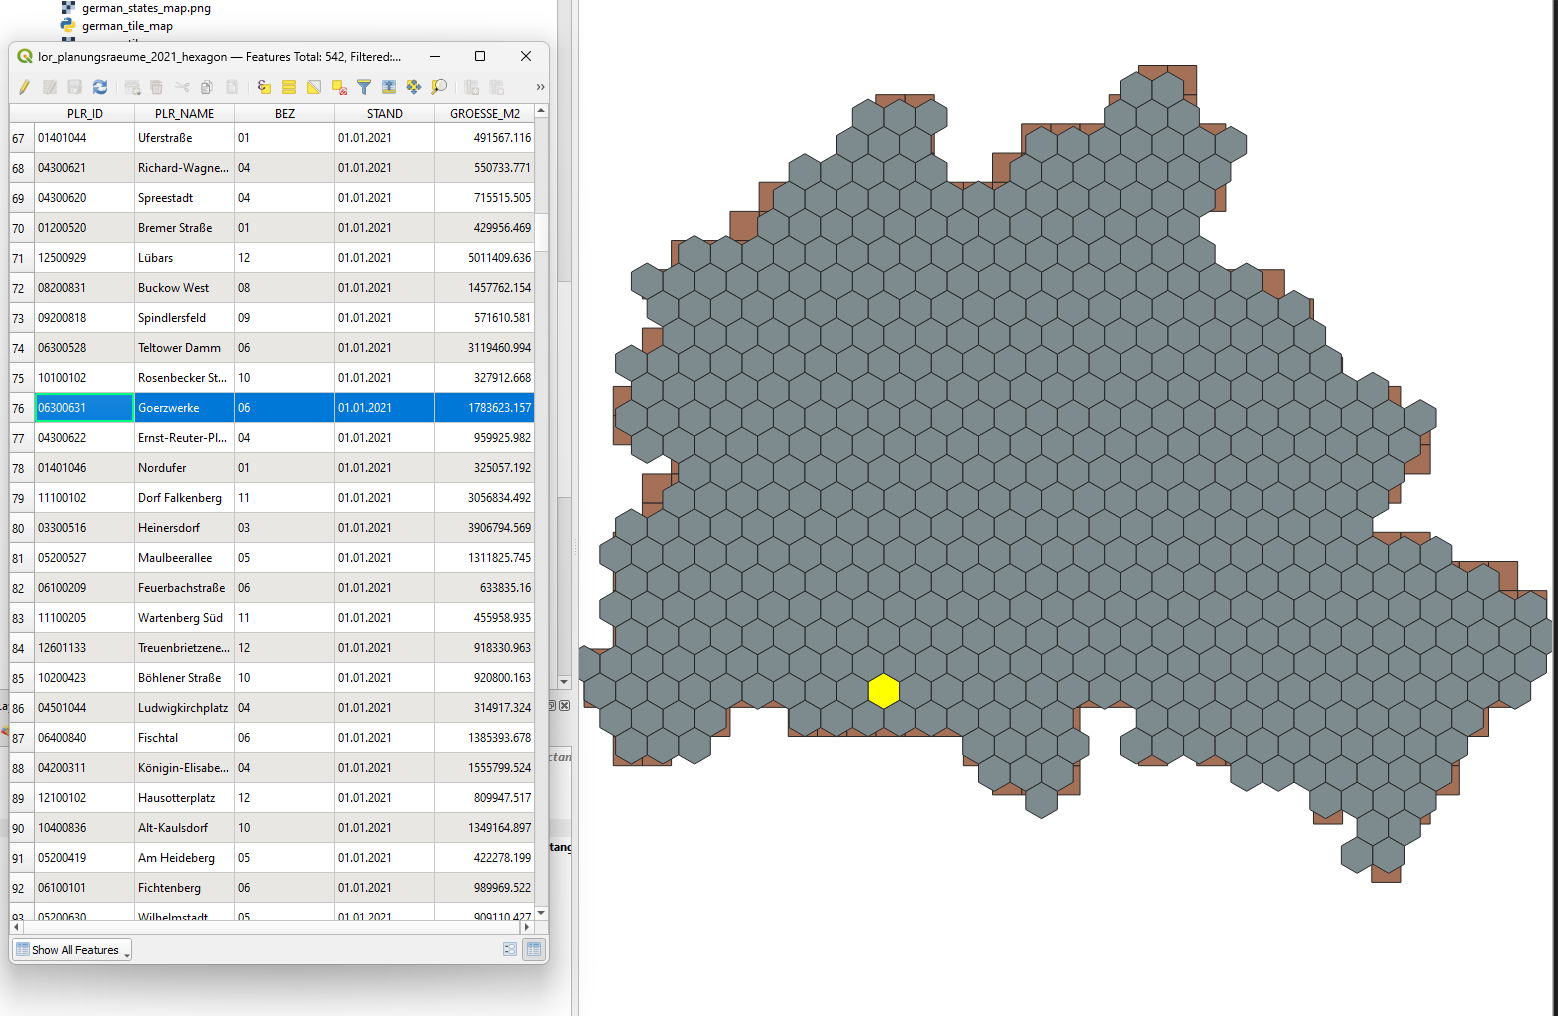 german_states_map.png
german_tile_map
lor_planungsraeume_2021_hexagon — Features Total: 542, Filtered:...
PLR_ID PLR_NAME BEZ STAND GROESSE_M2
67 01401044 Uferstraße 01 01.01.2021 491567.116
68 04300621 Richard-Wagne... 04 01.01.2021 550733.771
69 04300620 Spreestadt 04 01.01.2021 715515.505
70 01200520 Bremer Straße 01 01.01.2021 429956.469
71 12500929 Lübars 12 01.01.2021 5011409.636
72 08200831 Buckow West 08 01.01.2021 1457762.154
73 09200818 Spindlersfeld 09 01.01.2021 571610.581
74 06300528 Teltower Damm 06 01.01.2021 3119460.994
75 10100102 Rosenbecker St... 10 01.01.2021 327912.668
76 06300631 Goerzwerke 06 01.01.2021 1783623.157
77 04300622 Ernst-Reuter-Pl... 04 01.01.2021 959925.982
78 01401046 Nordufer 01 01.01.2021 325057.192
79 11100102 Dorf Falkenberg 11 01.01.2021 3056834.492
80 03300516 Heinersdorf 03 01.01.2021 3906794.569
81 05200527 Maulbeerallee 05 01.01.2021 1311825.745
82 06100209 Feuerbachstraße 06 01.01.2021 633835.16
83 11100205 Wartenberg Süd 11 01.01.2021 455958.935
84 12601133 Treuenbrietzene... 12 01.01.2021 918330.963
85 10200423 Böhlener Straße 10 01.01.2021 920800.163
86 04501044 Ludwigkirchplatz 04 01.01.2021 314917.324
87 06400840 Fischtal 06 01.01.2021 1385393.678
88 04200311 Königin-Elisabe... 04 01.01.2021 1555799.524
89 12100102 Hausotterplatz 12 01.01.2021 809947.517
90 10400836 Alt-Kaulsdorf 10 01.01.2021 1349164.897
91 05200419 Am Heideberg 05 01.01.2021 422278.199
92 06100101 Fichtenberg 06 01.01.2021 989969.522
93 05200630 Wilhelmstadt 05 01.01.2021 909110.427
Show All Features